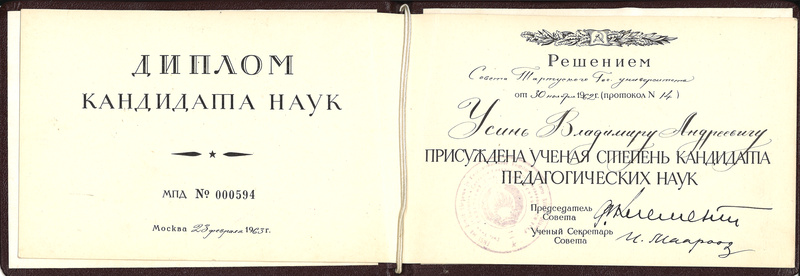 ДИПЛОМ
КАНДИДАТА НАУК
МПД № 000594
Москва 23 февраля 1963 г.
Решением
Совета Тартуского Гос. университета
от 30 ноября 1962 г. (протокол N 14)
Усинь Владимиру Андреевичу
ПРИСУЖДЕНА УЧЕНАЯ СТЕПЕНЬ КАНДИДАТА
ПЕДАГОГИЧЕСКИХ НАУК
Председатель
Совета
Ученый Секретарь
Совета